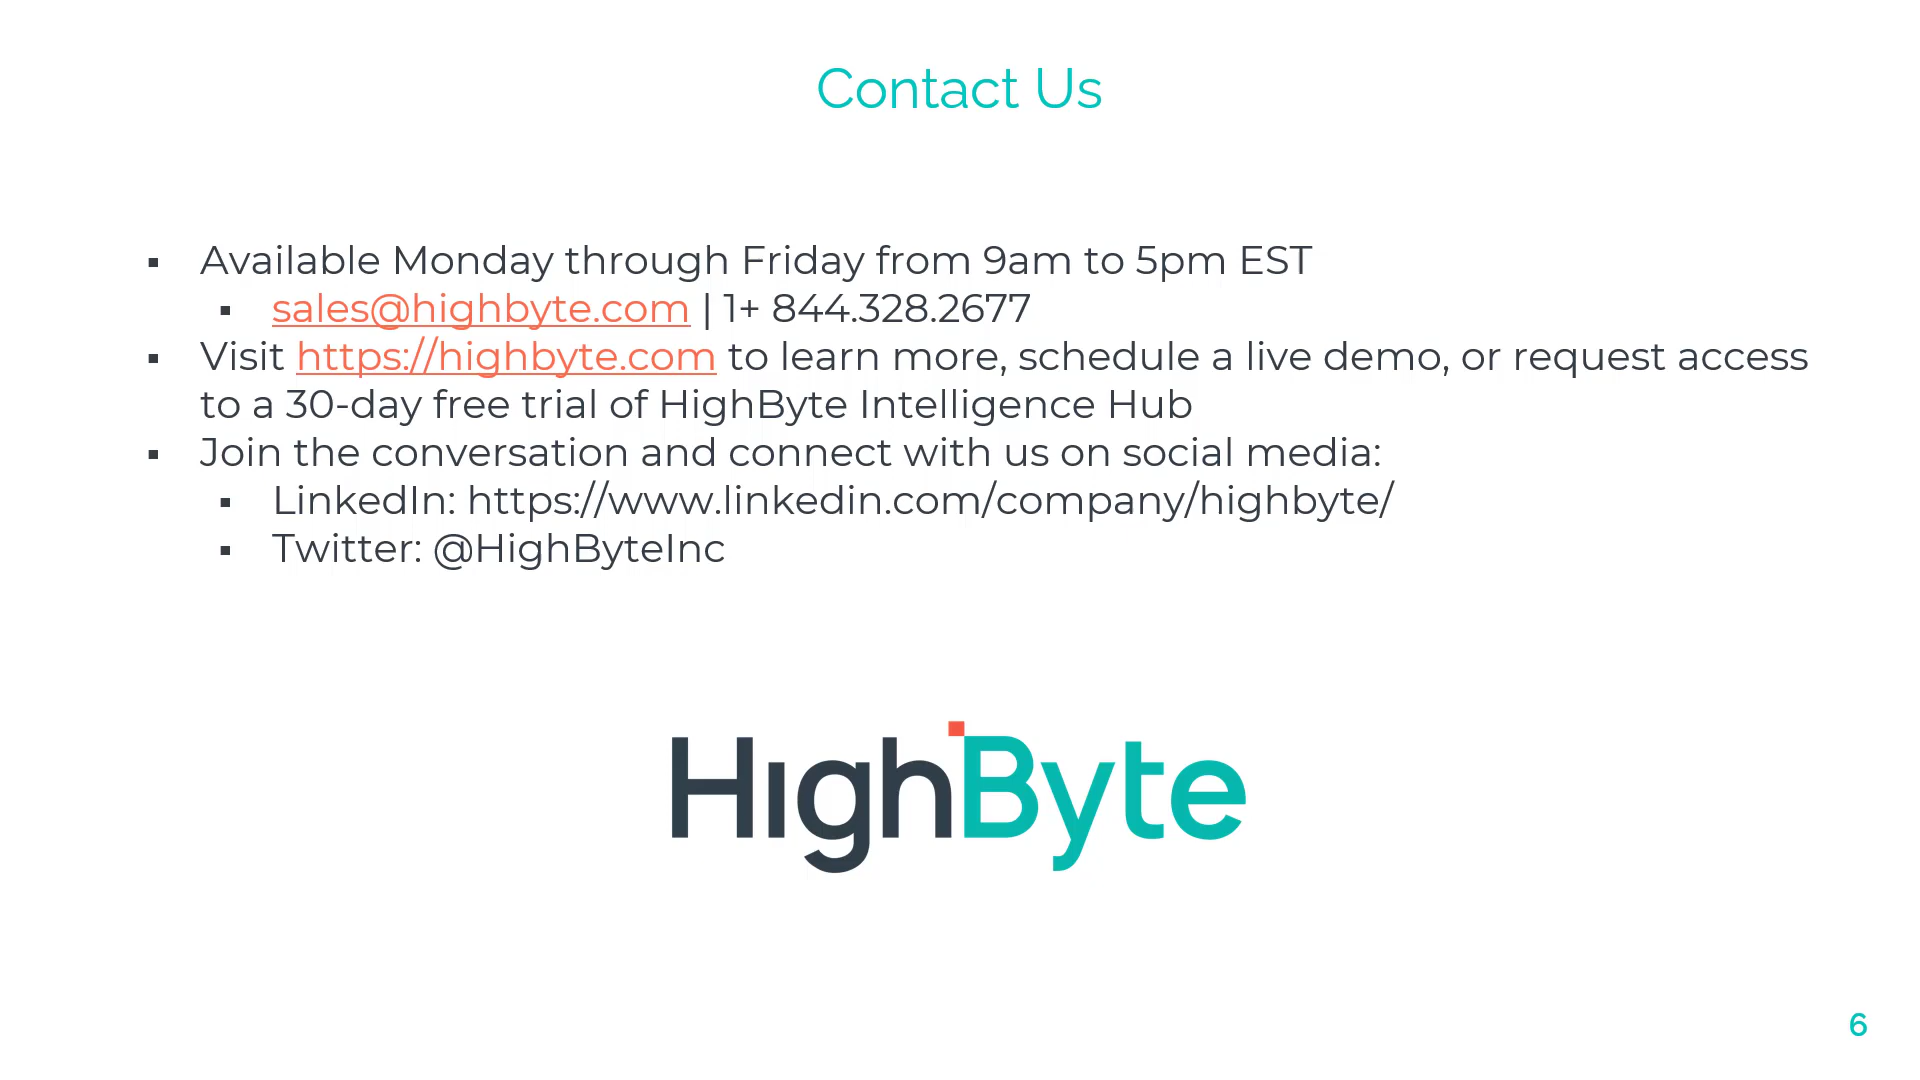 Contact Us
▪ Available Monday through Friday from 9am to 5pm EST
▪ sales@highbyte.com | 1+ 844.328.2677
▪ Visit https://highbyte.com to learn more, schedule a live demo, or request access
to a 30-day free trial of HighByte Intelligence Hub
▪ Join the conversation and connect with us on social media:
▪ LinkedIn: https://www.linkedin.com/company/highbyte/
▪ Twitter: @HighByteInc
HighByte
6